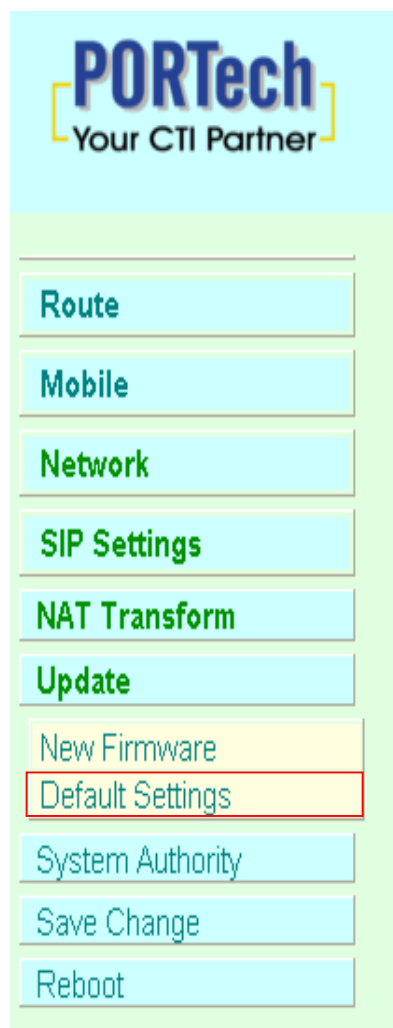 PORTech
Your CTI Partner
Route
Mobile
Network
SIP Settings
NAT Transform
Update
New Firmware
Default Settings
System Authority
Save Change
Reboot